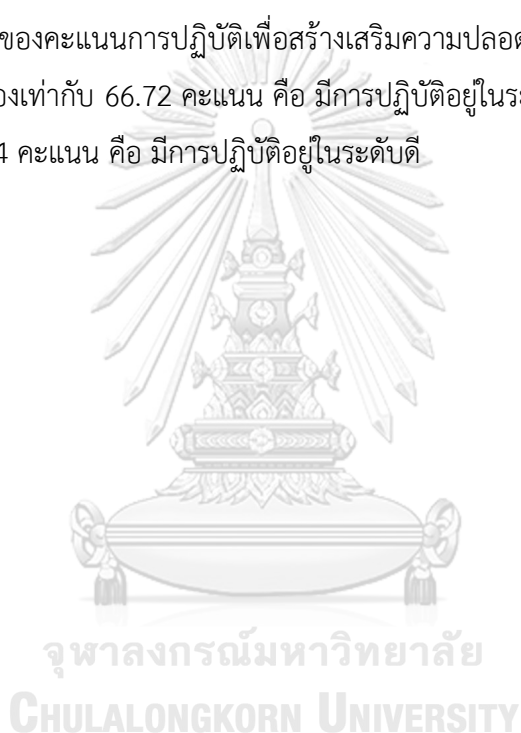 ของคะแนนการปฏิบัติเพื่อสร้างเสริมความปลอด
องเท่ากับ 66.72 คะแนน คือ มีการปฏิบัติอยู่ในระ
4 คะแนน คือ มีการปฏิบัติอยู่ในระดับดี
จุฬาลงกรณ์มหาวิทยาลัย
CHULALONGKORN UNIVERSITY